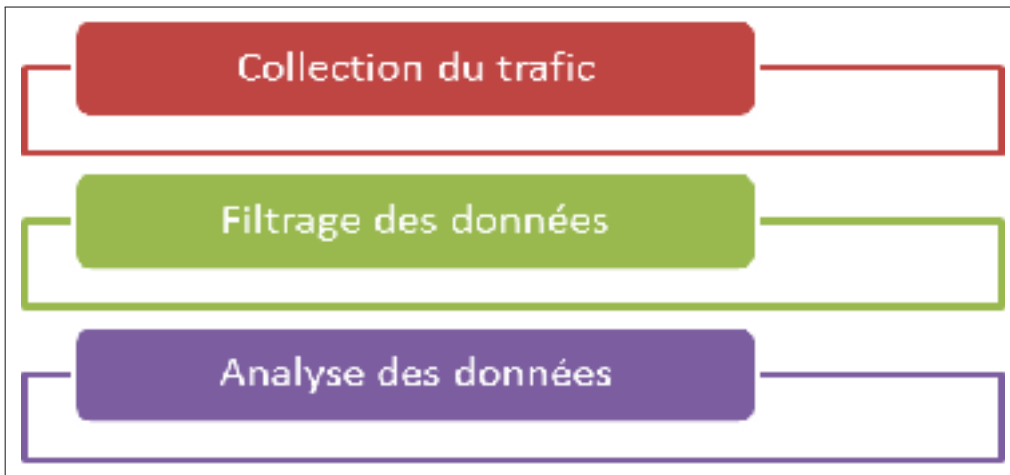 Collection du trafic
Filtrage des données
Analyse des données